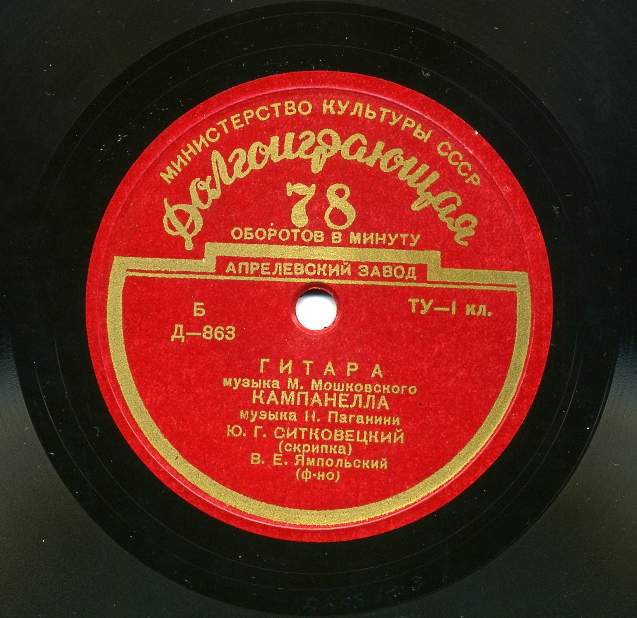 МИНИСТЕРСТВО КУЛЬТУРЫ СССР
Долгоиграющая
78
ОБОРОТОВ В МИНУТУ
АПРЕЛЕВСКИЙ ЗАВОД
Б
Д—863
ТУ—I кл.
ГИТАРА
музыка М. Мошковского
КАМПАНЕЛЛА
музыка Н. Паганини
Ю. Г. СИТКОВЕЦКИЙ
(скрипка)
В. Е. Ямпольский
(ф-но)